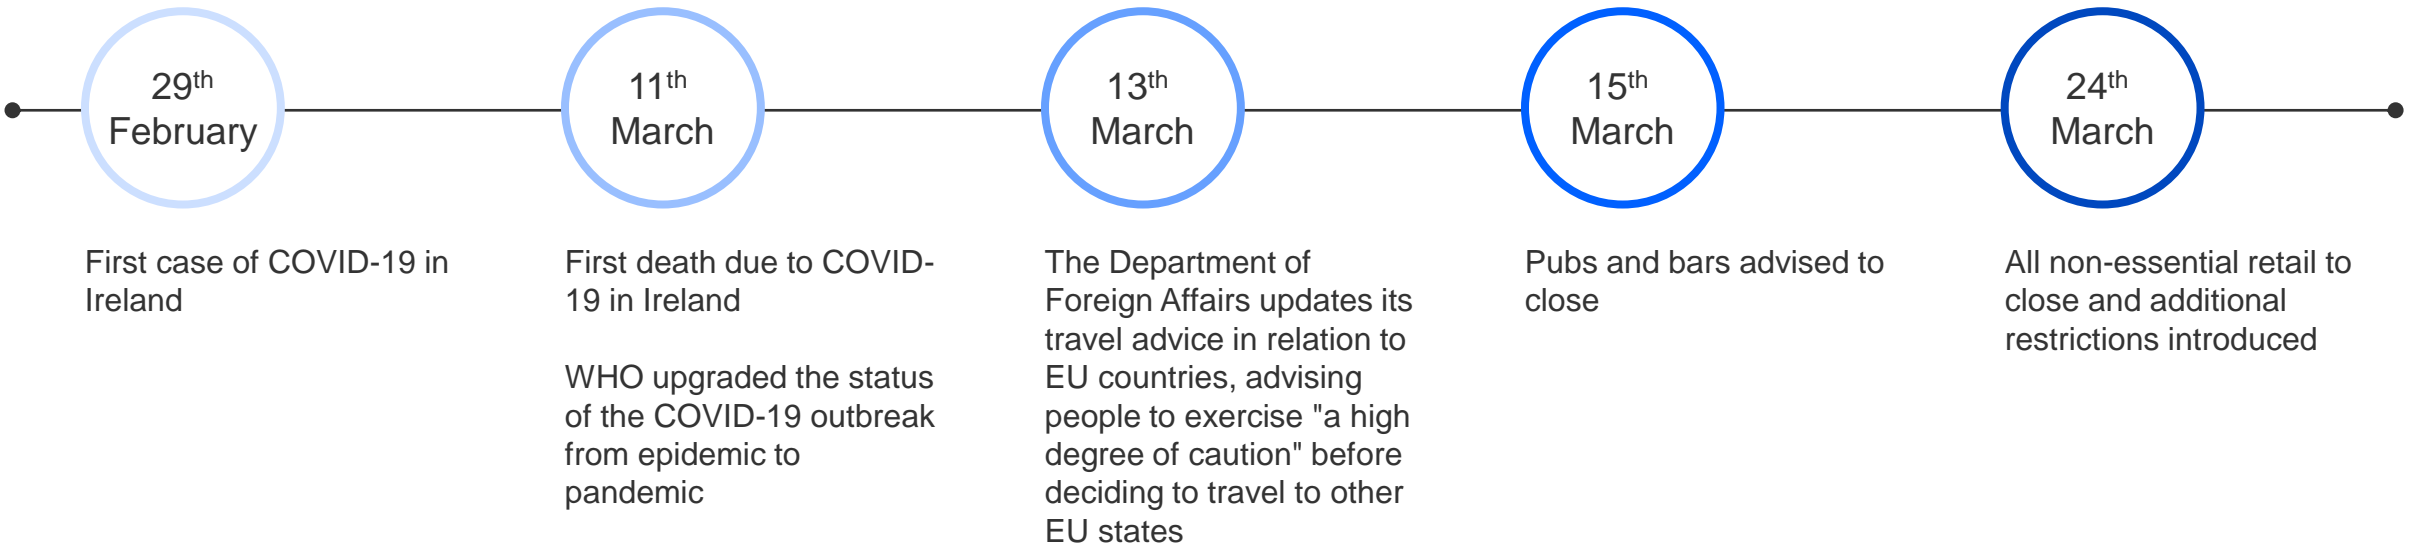 29th
February
11th
March
13th
March
15th
March
24th
March
First case of COVID-19 in
Ireland
First death due to COVID-
19 in Ireland
WHO upgraded the status
of the COVID-19 outbreak
from epidemic to
pandemic
The Department of
Foreign Affairs updates its
travel advice in relation to
EU countries, advising
people to exercise "a high
degree of caution" before
deciding to travel to other
EU states
Pubs and bars advised to
close
All non-essential retail to
close and additional
restrictions introduced